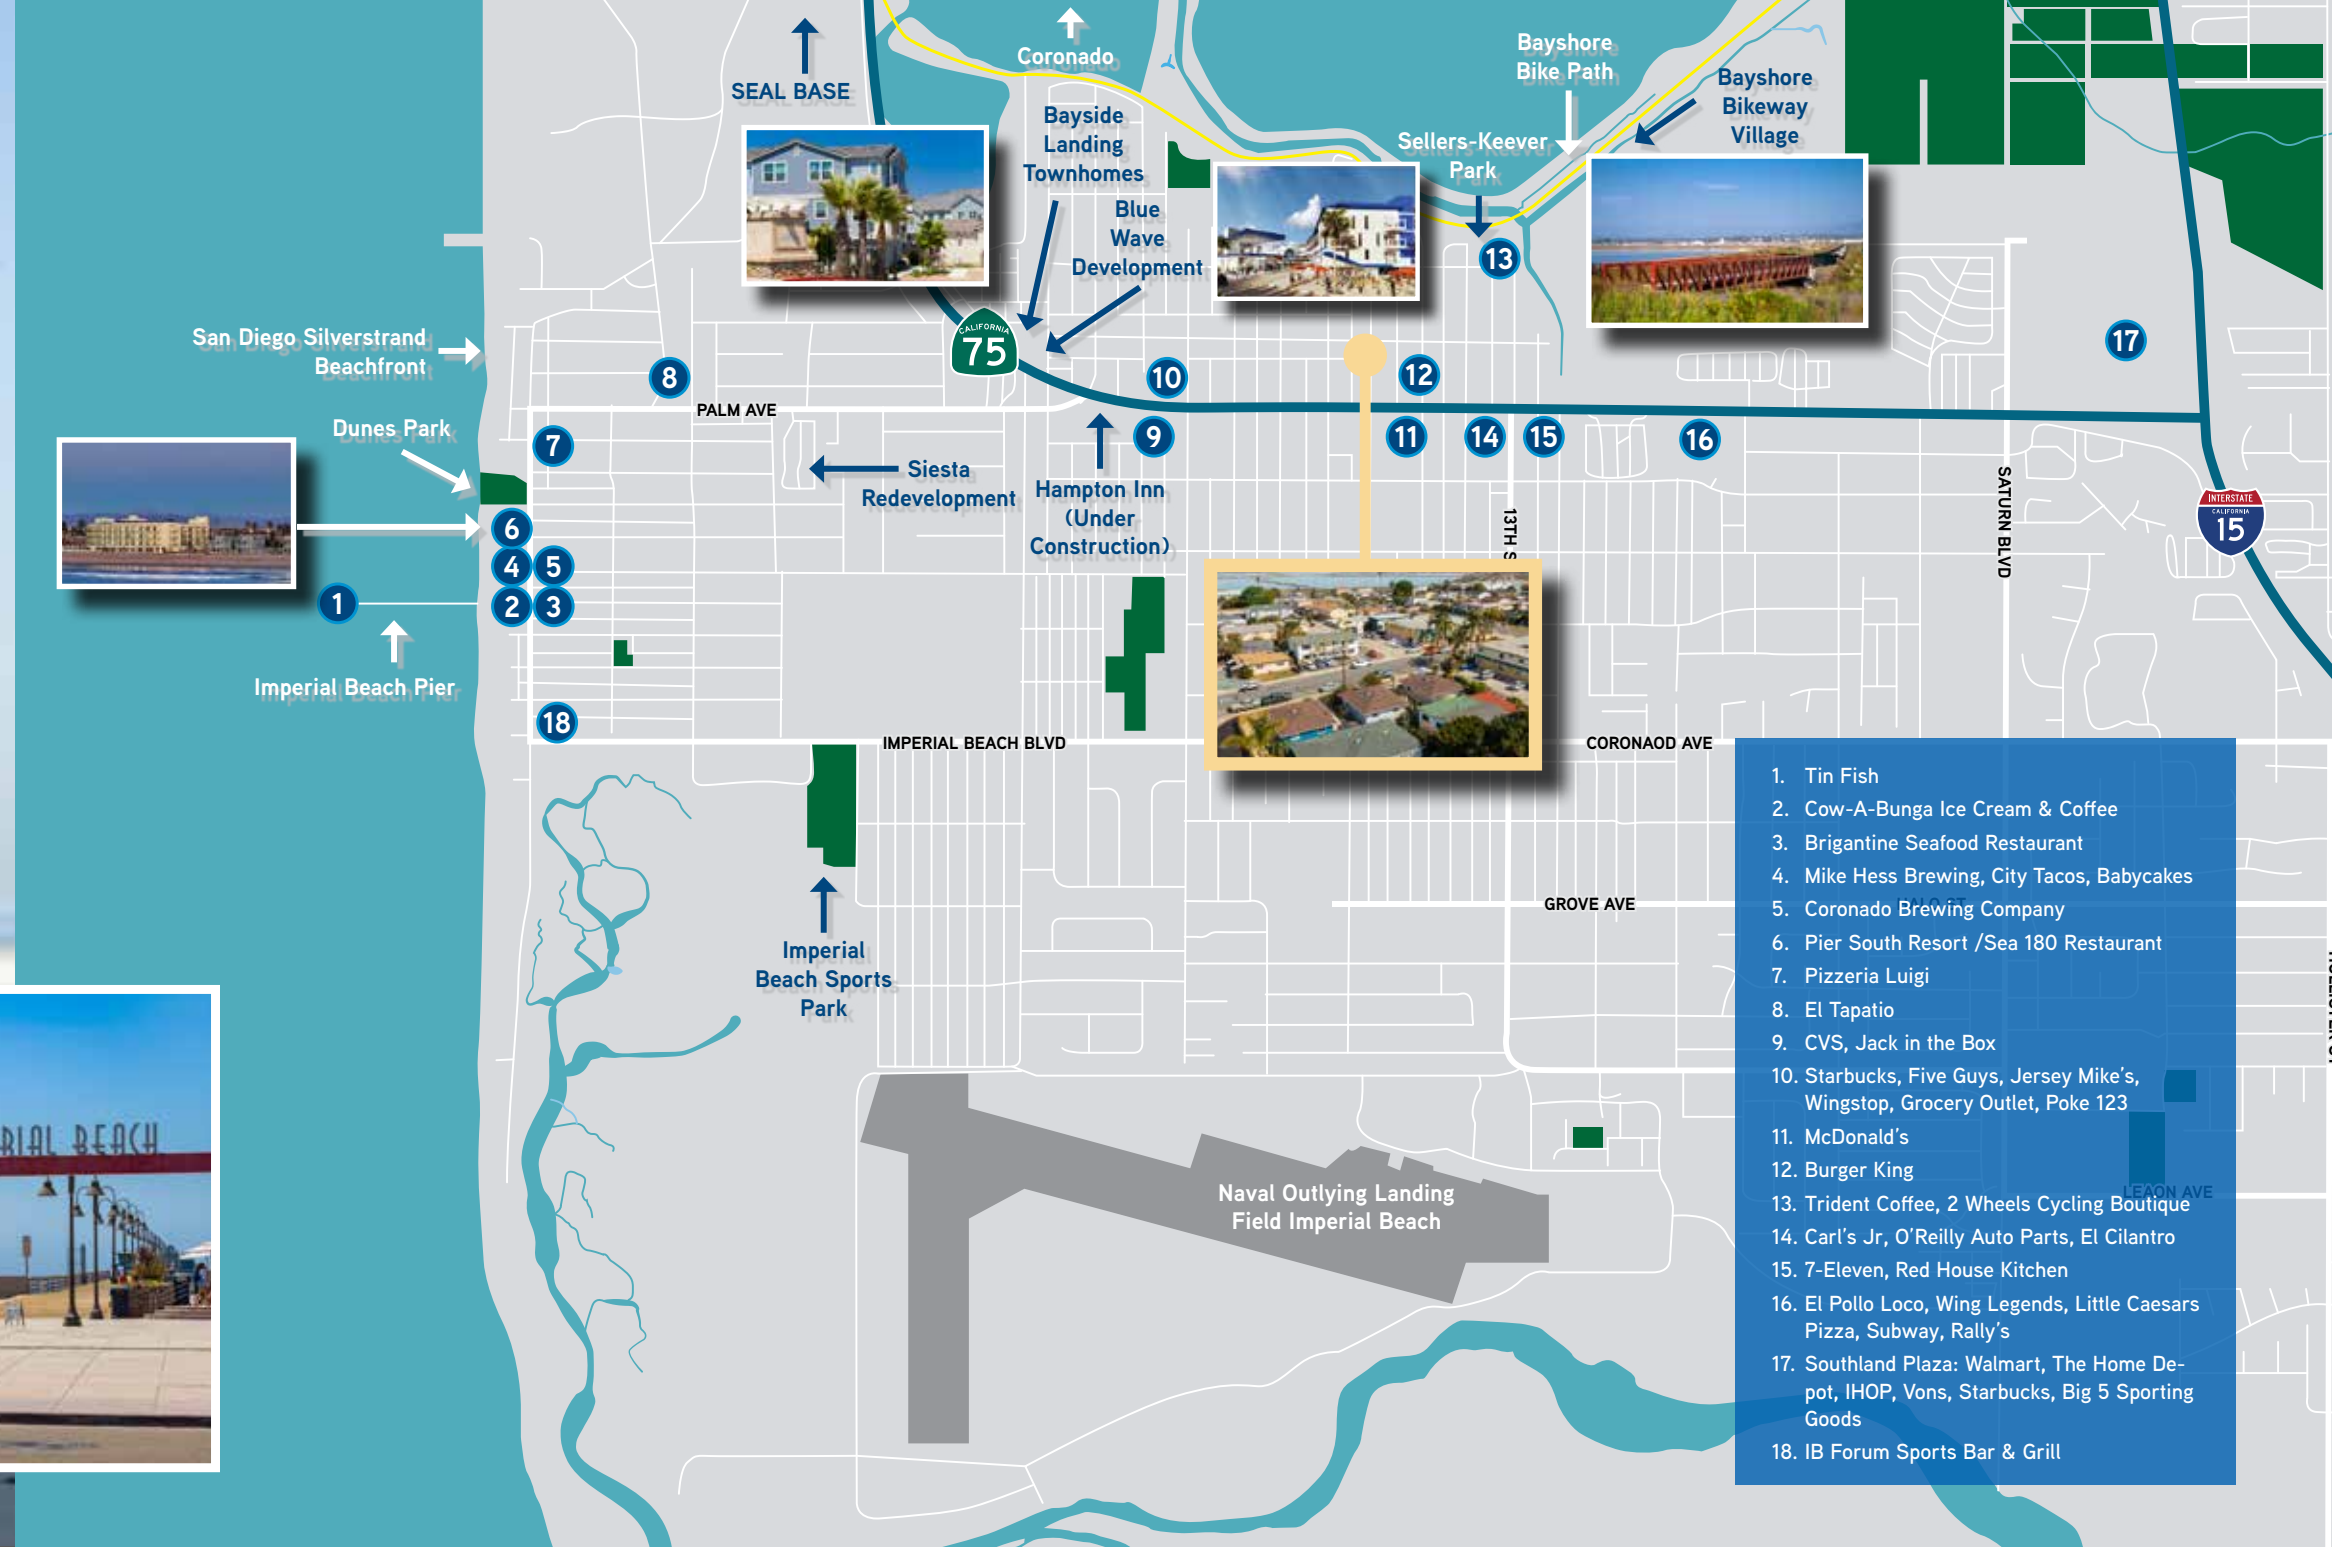 Coronado
SEAL BASE
Bayshore
Bike Path
Bayshore
Bikeway
Village
Bayside
Landing
Townhomes
Sellers-Keever
Park
Blue
Wave
Development
13
San Diego Silverstrand
Beachfront
CALIFORNIA
75
17
8
10
12
PALM AVE
Dunes Park
7
9
11
14
15
16
Siesta
Redevelopment
Hampton Inn
(Under
Construction)
SATURN BLVD
INTERSTATE
CALIFORNIA
15
6
13TH S
4
5
1
2
3
Imperial Beach Pier
18
IMPERIAL BEACH BLVD
CORONAOD AVE
GROVE AVE
Imperial
Beach Sports
Park
RIAL BEACH
Naval Outlying Landing
Field Imperial Beach
LEAON AVE
1. Tin Fish
2. Cow-A-Bunga Ice Cream & Coffee
3. Brigantine Seafood Restaurant
4. Mike Hess Brewing, City Tacos, Babycakes
5. Coronado Brewing Company
6. Pier South Resort /Sea 180 Restaurant
7. Pizzeria Luigi
8. El Tapatio
9. CVS, Jack in the Box
10. Starbucks, Five Guys, Jersey Mike's,
Wingstop, Grocery Outlet, Poke 123
11. McDonald's
12. Burger King
13. Trident Coffee, 2 Wheels Cycling Boutique
14. Carl's Jr, O'Reilly Auto Parts, El Cilantro
15. 7-Eleven, Red House Kitchen
16. El Pollo Loco, Wing Legends, Little Caesars
Pizza, Subway, Rally's
17. Southland Plaza: Walmart, The Home De-
pot, IHOP, Vons, Starbucks, Big 5 Sporting
Goods
18. IB Forum Sports Bar & Grill